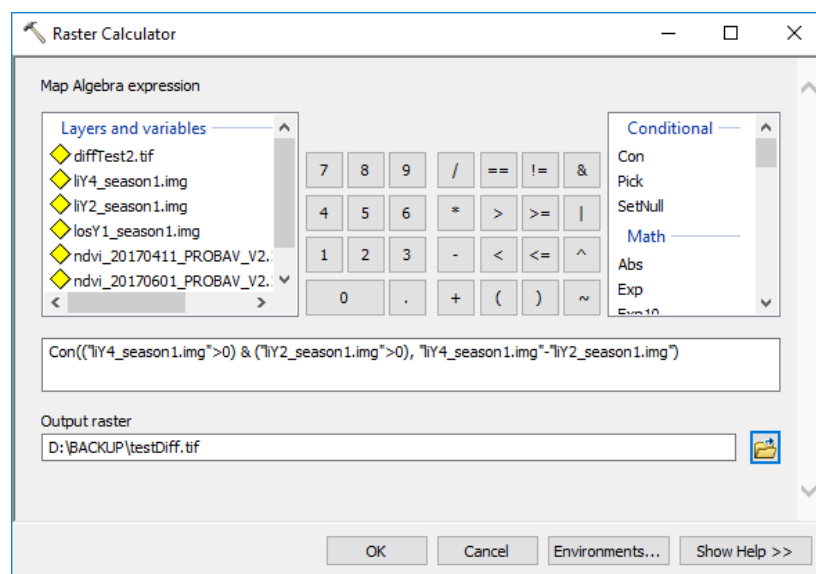 Raster Calculator
Map Algebra expression
Layers and variables
diffTest2.tif
liY4_season1.img
liY2_season1.img
losY1_season1.img
ndvi_20170411_PROBAV_V2.
ndvi_20170601_PROBAV_V2.
7 8 9 / == != &
4 5 6 * > >= |
1 2 3 - < <= ^
0 . + ( ) ~
Conditional
Con
Pick
SetNull
Math
Abs
Exp
Exp10
Con(("liY4_season1.img">0) & ("liY2_season1.img">0), "liY4_season1.img"-"liY2_season1.img")
Output raster
D:\BACKUP\testDiff.tif
OK Cancel Environments... Show Help >>